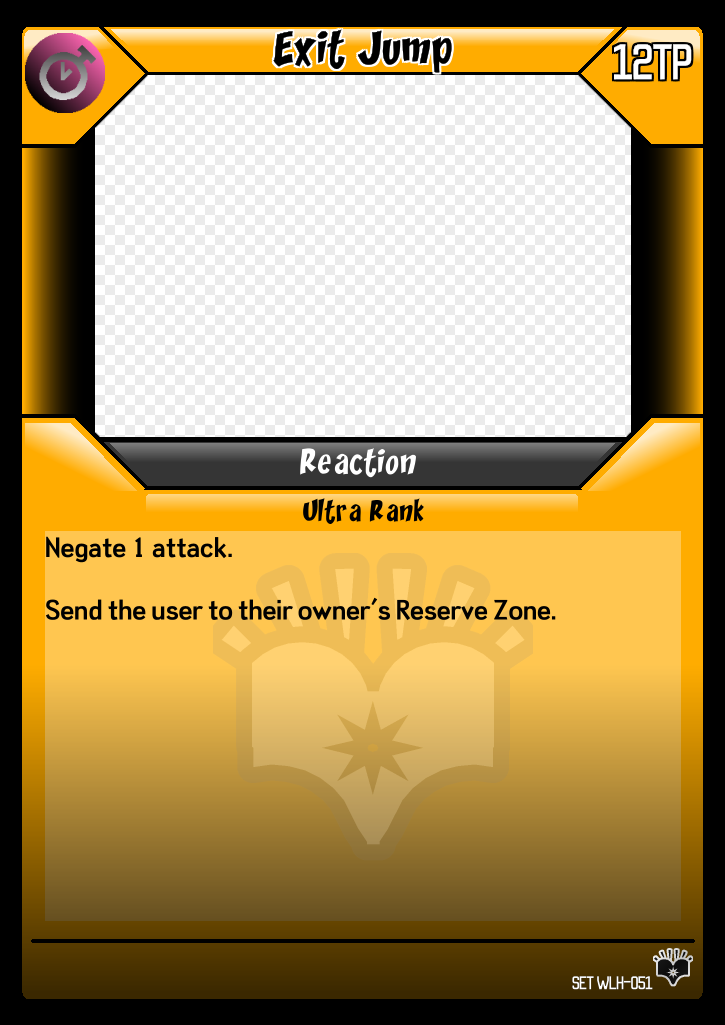 Exit Jump
12TP
Reaction
Ultra Rank
Negate 1 attack.
Send the user to their owner's Reserve Zone.
SET WLH-051